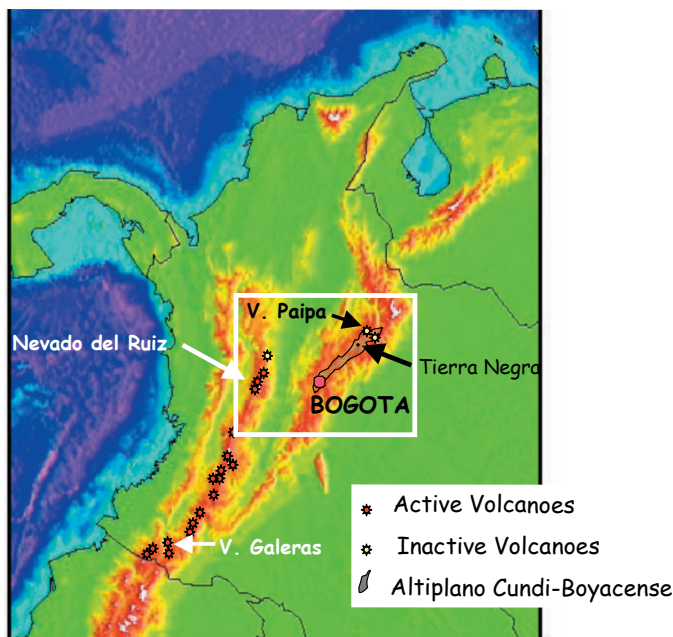 V. Paipa
Nevado del Ruiz
Tierra Negra
BOGOTA
Active Volcanoes
V. Galeras
Inactive Volcanoes
Altiplano Cundi-Boyacense